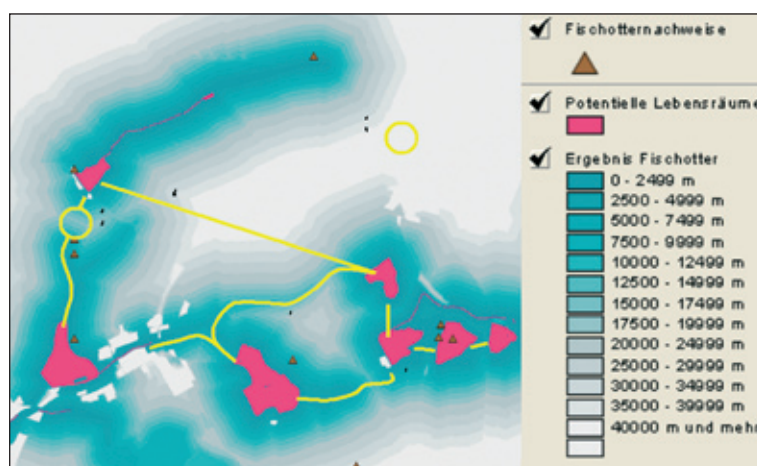 Fischotternachweise
Potentielle Lebensräume
Ergebnis Fischotter
0 - 2499 m
2500 - 4999 m
5000 - 7499 m
7500 - 9999 m
10000 - 12499 m
12500 - 14999 m
15000 - 17499 m
17500 - 19999 m
20000 - 24999 m
25000 - 29999 m
30000 - 34999 m
35000 - 39999 m
40000 m und mehr